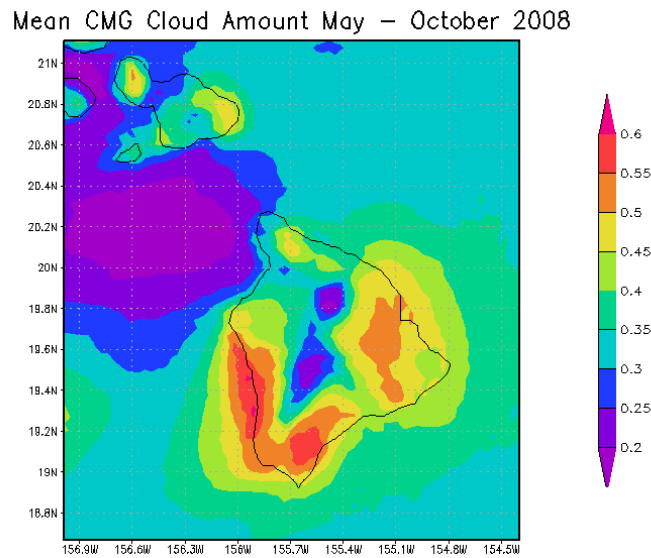 Mean CMG Cloud Amount May – October 2008
21N
20.8N
20.6N
20.4N
20.2N
20N
19.8N
19.6N
19.4N
19.2N
19N
18.8N
156.9W 156.6W 156.3W 156W 155.7W 155.4W 155.1W 154.8W 154.5W
0.6
0.55
0.5
0.45
0.4
0.35
0.3
0.25
0.2